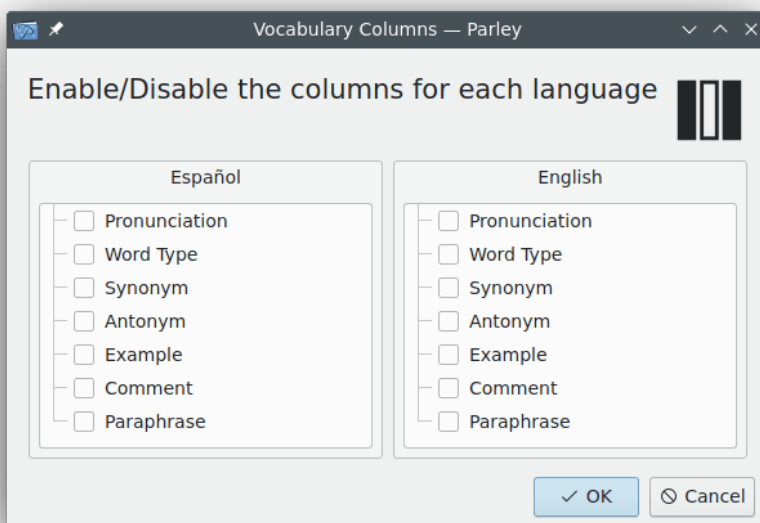 Vocabulary Columns — Parley
Enable/Disable the columns for each language
Español
Pronunciation
Word Type
Synonym
Antonym
Example
Comment
Paraphrase
English
Pronunciation
Word Type
Synonym
Antonym
Example
Comment
Paraphrase
OK
Cancel